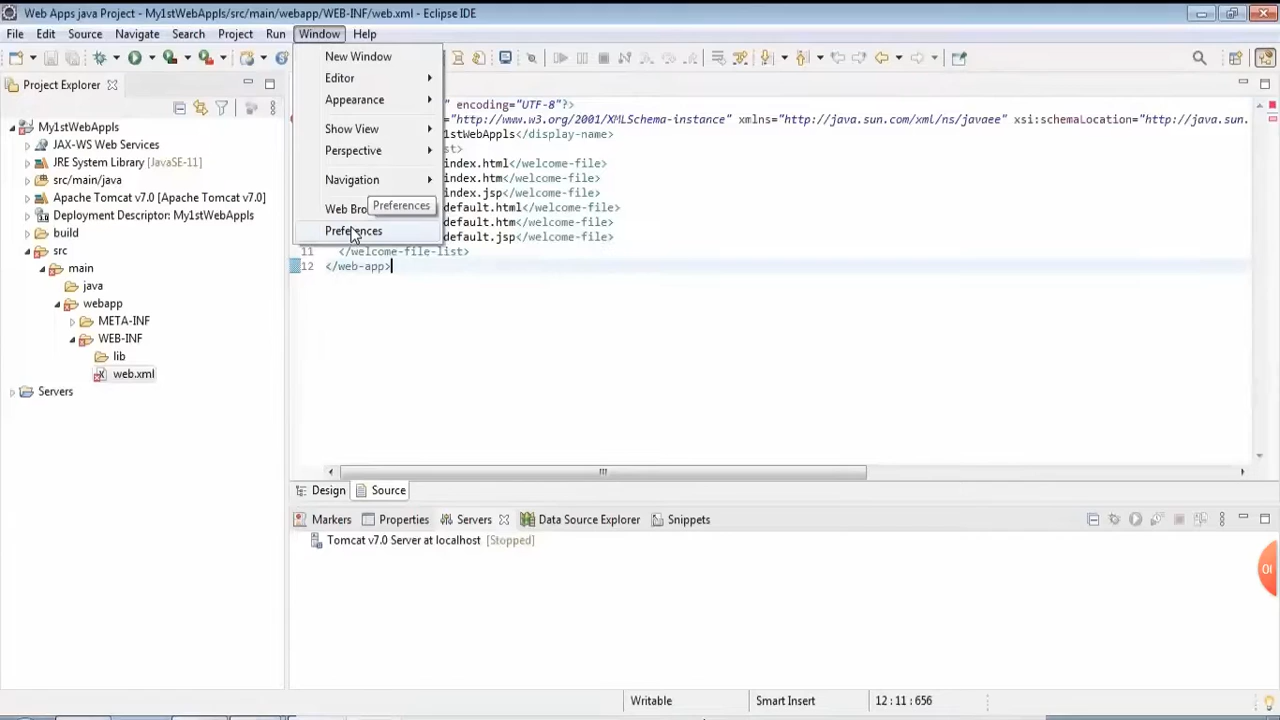 Web Apps java Project - My1stWebAppls/src/main/webapp/WEB-INF/web.xml - Eclipse IDE
File Edit Source Navigate Search Project Run Window Help
Project Explorer
My1stWebAppls
JAX-WS Web Services
JRE System Library [JavaSE-11]
src/main/java
Apache Tomcat v7.0 [Apache Tomcat v7.0]
Deployment Descriptor: My1stWebAppls
build
src
main
java
webapp
META-INF
WEB-INF
lib
web.xml
Servers
New Window
Editor
Appearance
Show View
Perspective
Navigation
Web Bro
Preferences
Preferences
" encoding="UTF-8"?>
="http://www.w3.org/2001/XMLSchema-instance" xmlns="http://java.sun.com/xml/ns/javaee" xsi:schemaLocation="http://java.sun.
1stWebAppls</display-name>
ist>
index.html</welcome-file>
index.htm</welcome-file>
index.jsp</welcome-file>
default.html</welcome-file>
default.htm</welcome-file>
default.jsp</welcome-file>
11 </welcome-file-list>
12 </web-app>
Design Source
Markers Properties Servers Data Source Explorer Snippets
Tomcat v7.0 Server at localhost [Stopped]
Writable Smart Insert 12 : 11 : 656